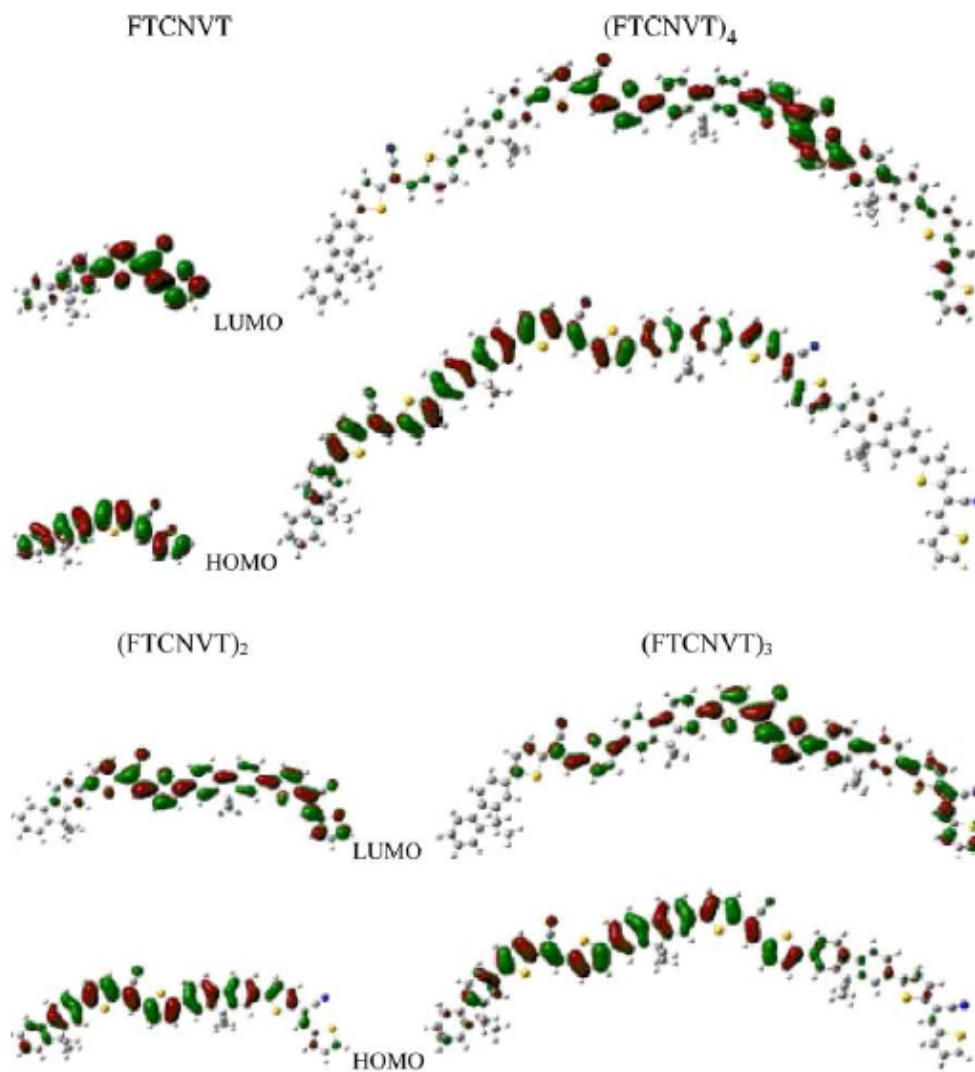 FTCNVT
(FTCNVT)₄
LUMO
HOMO
(FTCNVT)₂
(FTCNVT)₃
LUMO
HOMO